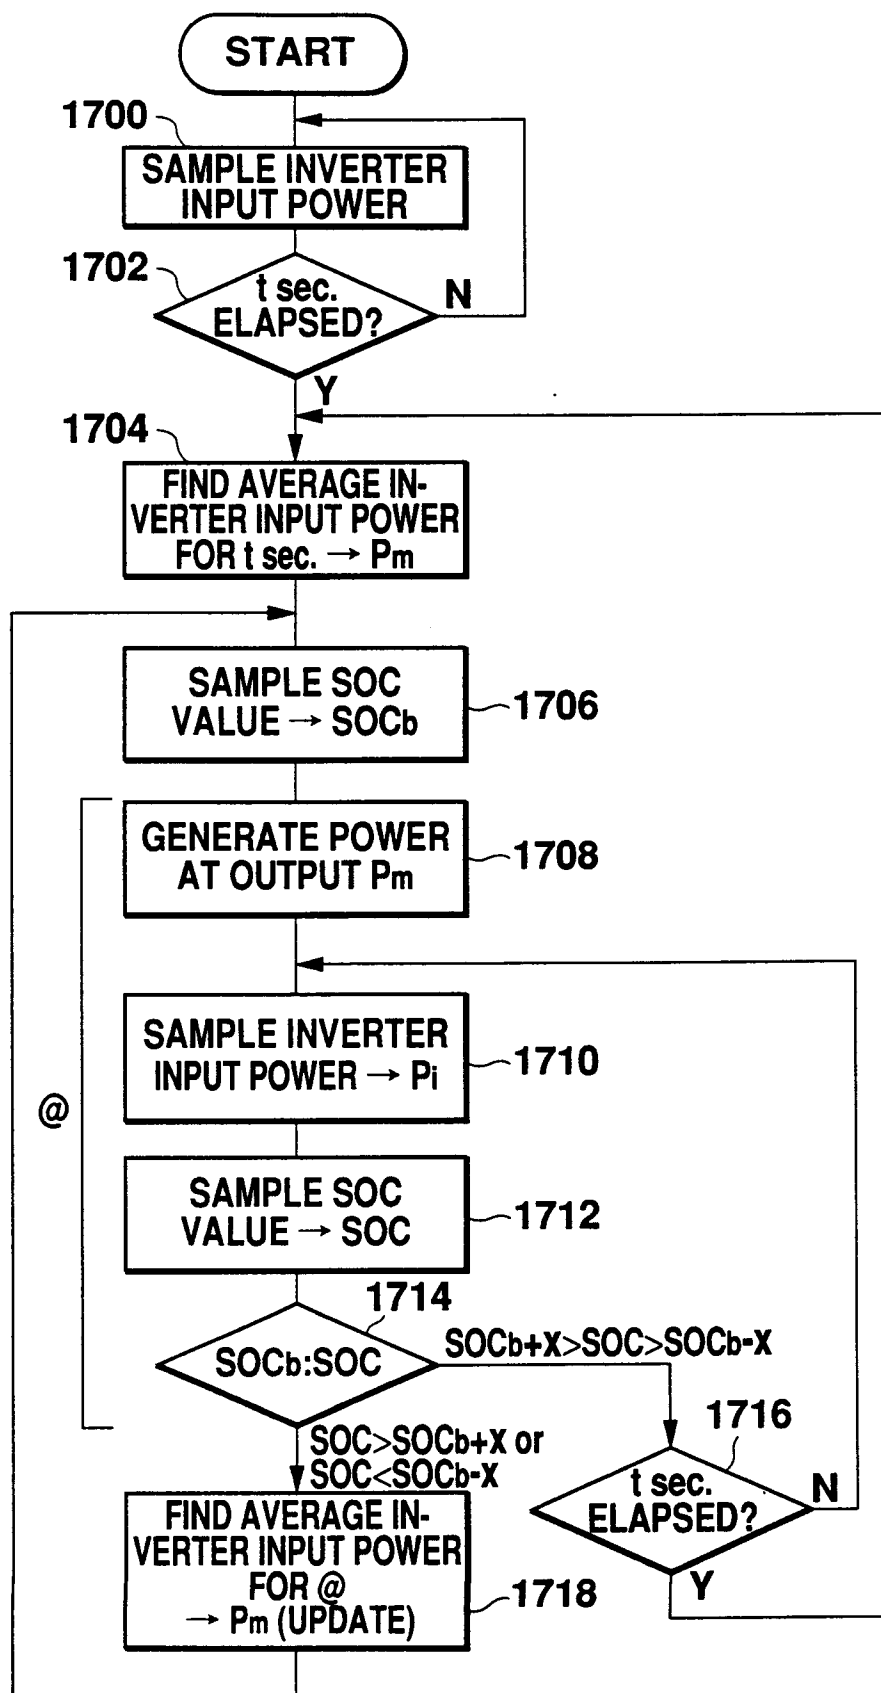 START
1700
SAMPLE INVERTER
INPUT POWER
1702
t sec.
ELAPSED?
N
Y
1704
FIND AVERAGE IN-
VERTER INPUT POWER
FOR t sec. → Pm
SAMPLE SOC
VALUE → SOCb
1706
GENERATE POWER
AT OUTPUT Pm
1708
SAMPLE INVERTER
INPUT POWER → Pi
1710
@
SAMPLE SOC
VALUE → SOC
1712
1714
SOCb:SOC
SOCb+X>SOC>SOCb-X
1716
t sec.
ELAPSED?
N
Y
SOC>SOCb+X or
SOC<SOCb-X
FIND AVERAGE IN-
VERTER INPUT POWER
FOR @
→ Pm (UPDATE)
1718